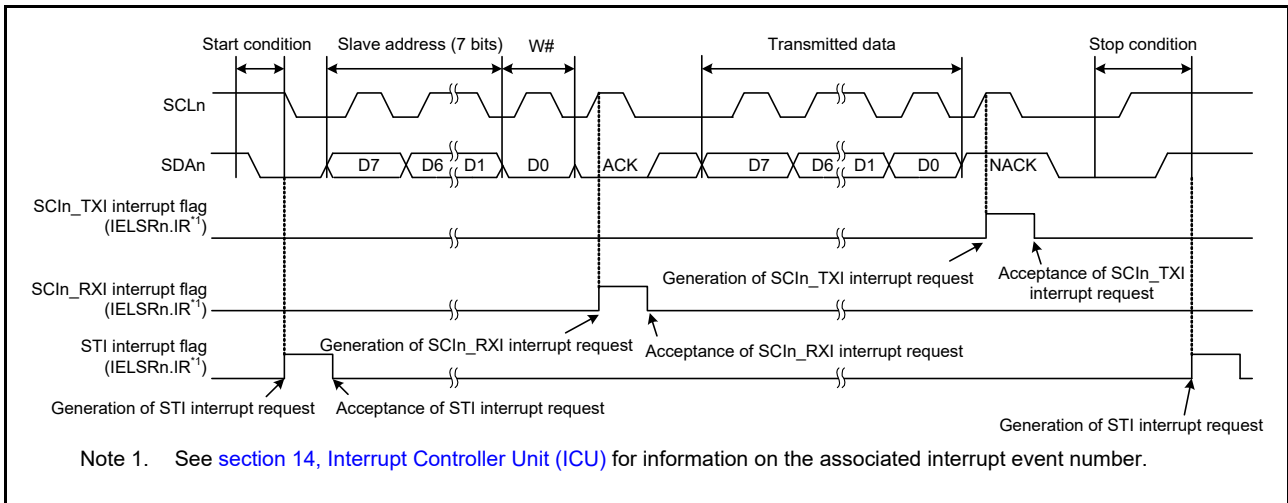 Start condition
Slave address (7 bits)
W#
Transmitted data
Stop condition
SCLn
SDAn
D7
D6
D1
D0
ACK
D7
D6
D1
D0
NACK
SCIn_TXI interrupt flag
(IELSRn.IR*1)
Generation of SCIn_TXI interrupt request
Acceptance of SCIn_TXI
interrupt request
SCIn_RXI interrupt flag
(IELSRn.IR*1)
Generation of SCIn_RXI interrupt request
Acceptance of SCIn_RXI interrupt request
STI interrupt flag
(IELSRn.IR*1)
Generation of STI interrupt request
Acceptance of STI interrupt request
Generation of STI interrupt request
Note 1. See section 14, Interrupt Controller Unit (ICU) for information on the associated interrupt event number.